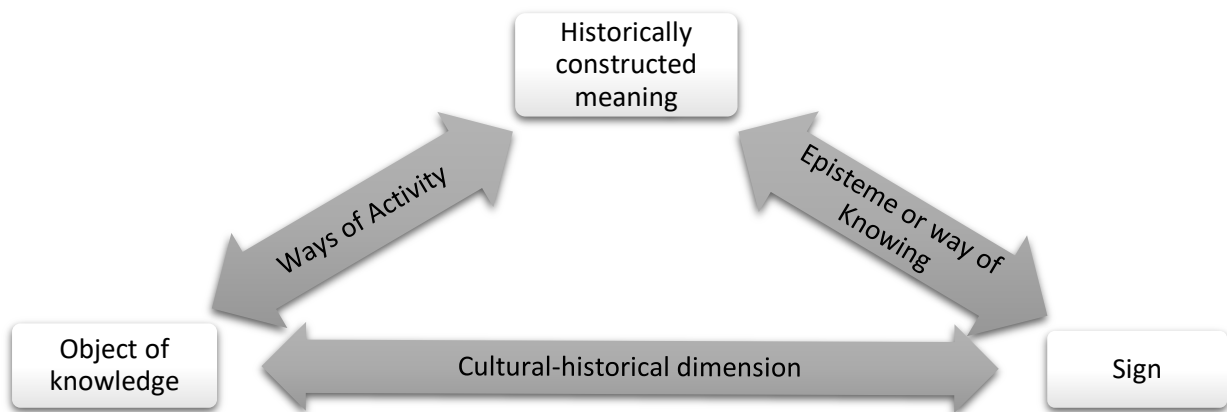 Historically
constructed
meaning
Ways of Activity
Episteme or way of
Knowing
Object of
knowledge
Cultural-historical dimension
Sign